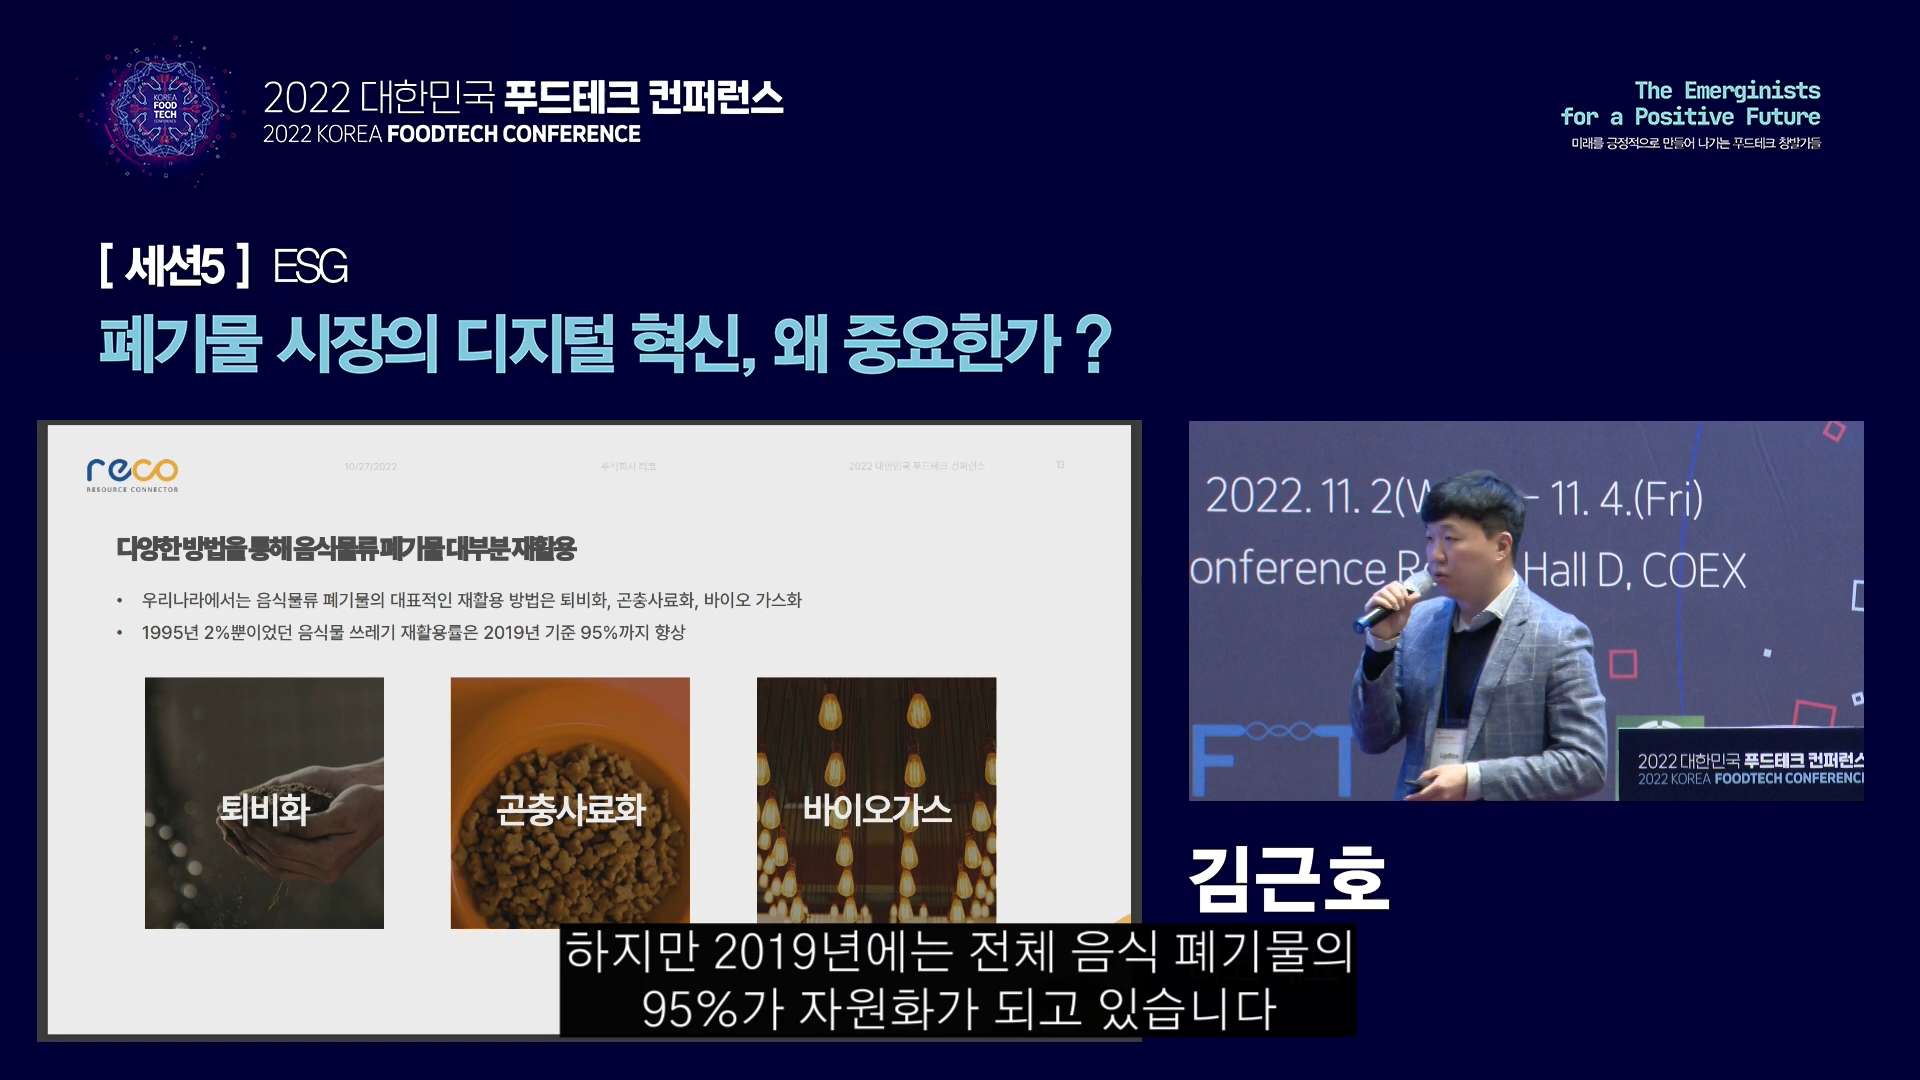 KOREA
FOOD
TECH
CONFERENCE
2022 대한민국 푸드테크 컨퍼런스
2022 KOREA FOODTECH CONFERENCE
The Emerginists
for a Positive Future
미래를 긍정적으로 만들어 나가는 푸드테크 창발가들
[ 세션5 ] ESG
폐기물 시장의 디지털 혁신, 왜 중요한가 ?
reco
RESOURCE CONNECTOR
10/27/2022
주식회사 리코
2022 대한민국 푸드테크 컨퍼런스
13
다양한 방법을 통해 음식물류 폐기물 대부분 재활용
• 우리나라에서는 음식물류 폐기물의 대표적인 재활용 방법은 퇴비화, 곤충사료화, 바이오 가스화
• 1995년 2%뿐이었던 음식물 쓰레기 재활용률은 2019년 기준 95%까지 향상
퇴비화
곤충사료화
바이오가스
2022. 11. 2(W – 11. 4.(Fri)
onference R Hall D, COEX
F T
2022 대한민국 푸드테크 컨퍼런스
2022 KOREA FOODTECH CONFERENC
김근호
하지만 2019년에는 전체 음식 폐기물의
95%가 자원화가 되고 있습니다